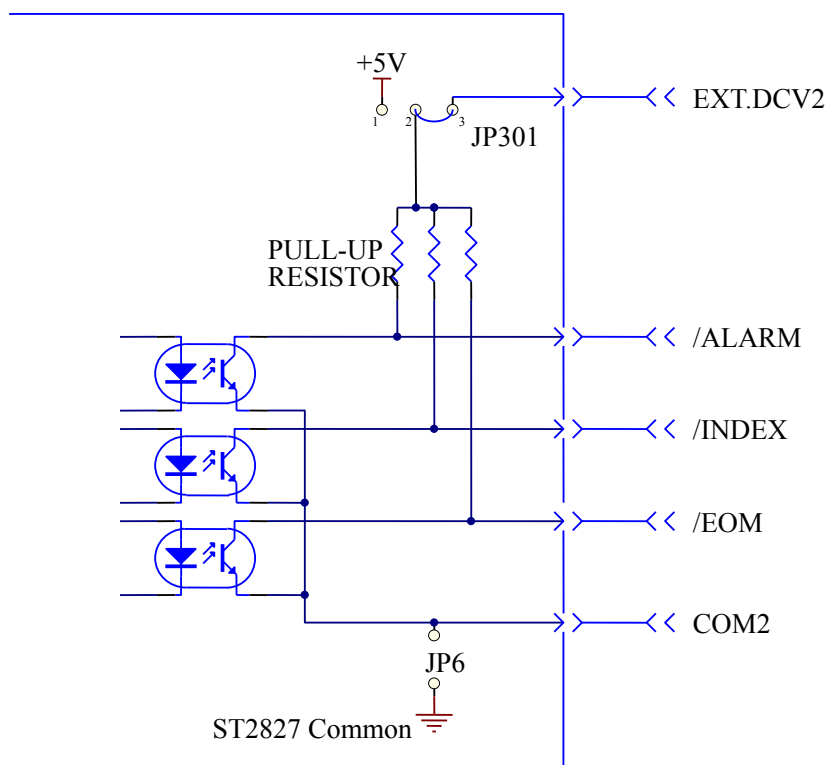 +5V
EXT.DCV2
1
2
3
JP301
PULL-UP
RESISTOR
/ALARM
/INDEX
/EOM
COM2
JP6
ST2827 Common